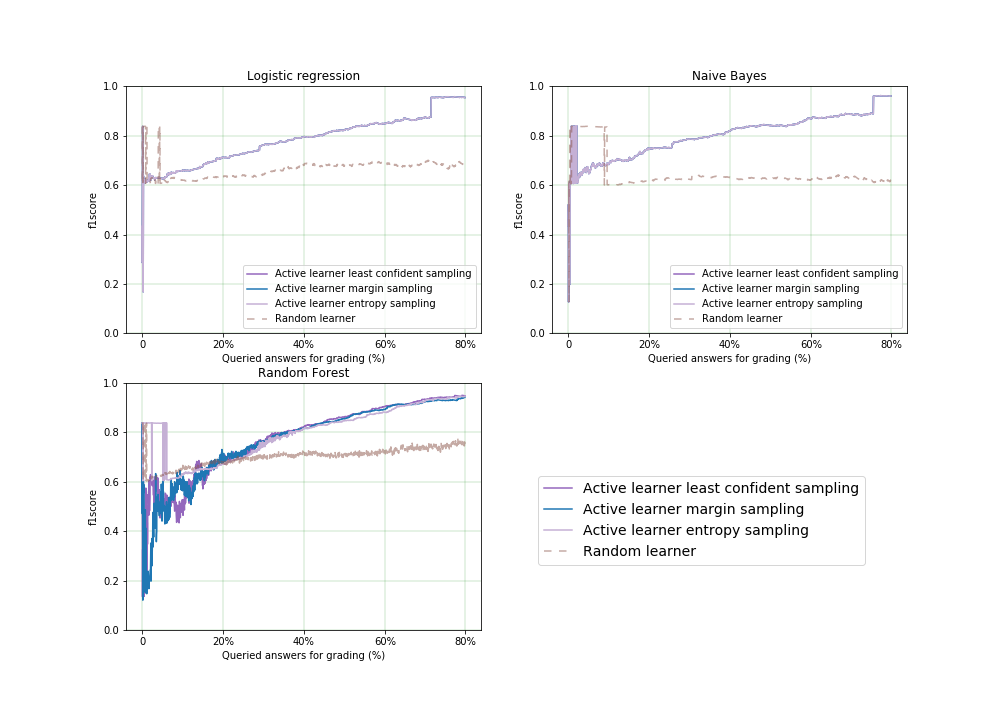 Logistic regression
1.0
0.8
0.6
0.4
0.2
0.0
f1score
Active learner least confident sampling
Active learner margin sampling
Active learner entropy sampling
Random learner
0 20% 40% 60% 80%
Queried answers for grading (%)
Naive Bayes
1.0
0.8
0.6
0.4
0.2
0.0
f1score
Active learner least confident sampling
Active learner margin sampling
Active learner entropy sampling
Random learner
0 20% 40% 60% 80%
Queried answers for grading (%)
Random Forest
1.0
0.8
0.6
0.4
0.2
0.0
f1score
0 20% 40% 60% 80%
Queried answers for grading (%)
Active learner least confident sampling
Active learner margin sampling
Active learner entropy sampling
Random learner